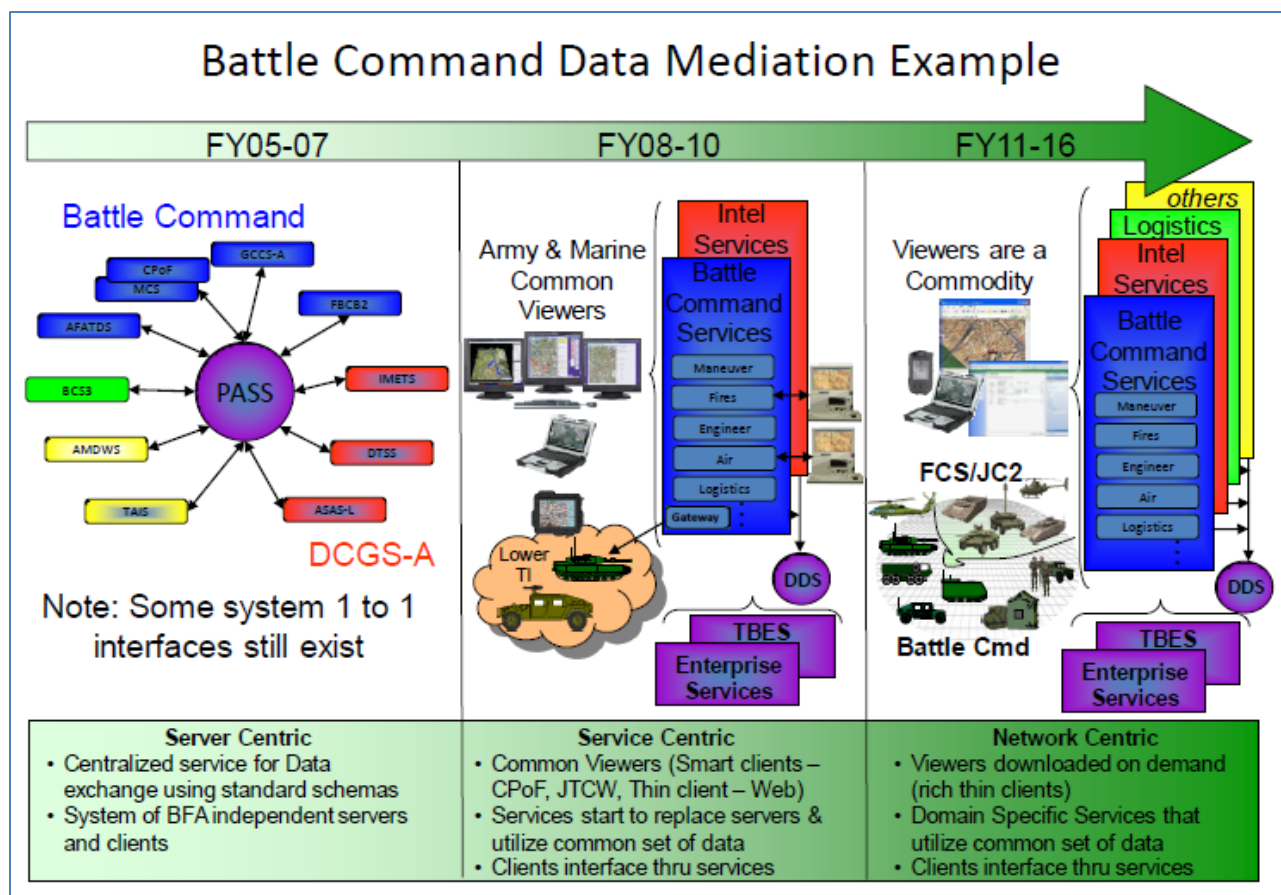 Battle Command Data Mediation Example
FY05-07
FY08-10
FY11-16
Battle Command
GCCS-A
CPoF
MCS
FBCB2
AFATDS
PASS
IMETS
BCS3
AMDWS
DTSS
TAIS
ASAS-L
DCGS-A
Note: Some system 1 to 1
interfaces still exist
Army & Marine
Common
Viewers
Intel
Services
Battle
Command
Services
Maneuver
Fires
Engineer
Air
Logistics
Gateway
Lower
TI
DDS
TBES
Enterprise
Services
Viewers are a
Commodity
others
Logistics
Intel
Services
Battle
Command
Services
Maneuver
Fires
Engineer
Air
Logistics
FCS/JC2
Battle Cmd
DDS
TBES
Enterprise
Services
Server Centric
• Centralized service for Data
exchange using standard schemas
• System of BFA independent servers
and clients
Service Centric
• Common Viewers (Smart clients –
CPoF, JTCW, Thin client – Web)
• Services start to replace servers &
utilize common set of data
• Clients interface thru services
Network Centric
• Viewers downloaded on demand
(rich thin clients)
• Domain Specific Services that
utilize common set of data
• Clients interface thru services